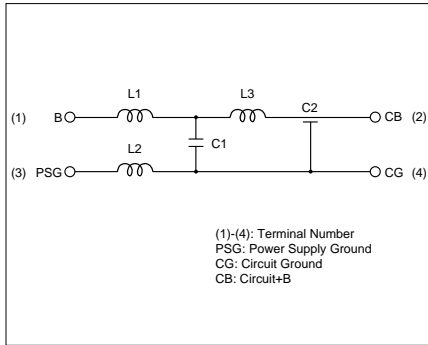 L1
L3
C2
(1)
B
CB
(2)
C1
L2
(3)
PSG
CG
(4)
(1)-(4): Terminal Number
PSG: Power Supply Ground
CG: Circuit Ground
CB: Circuit+B